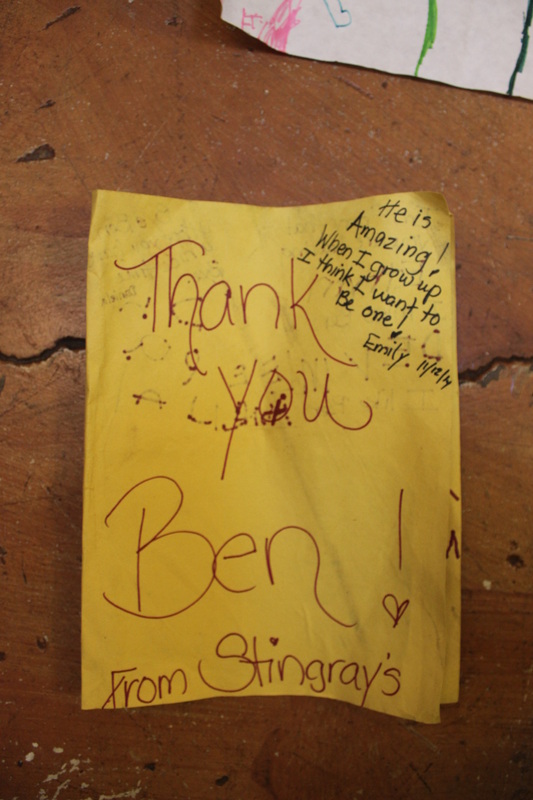 He is
Amazing!
When I grow up
I think I want to
Be one!
Emily. 11/12/14
Thank
you
Ben!
From Stingray's